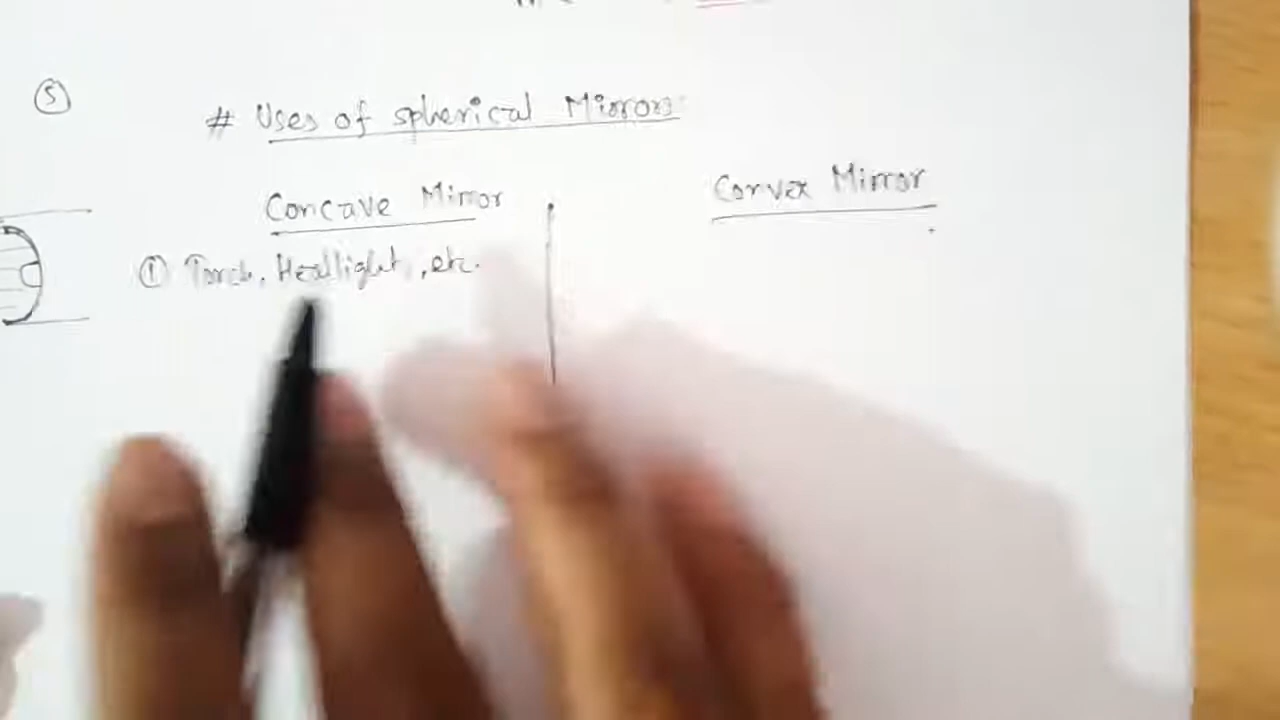 ⑤
# Uses of spherical Mirrors
Concave Mirror
Convex Mirror
① Torch, Headlight, etc.